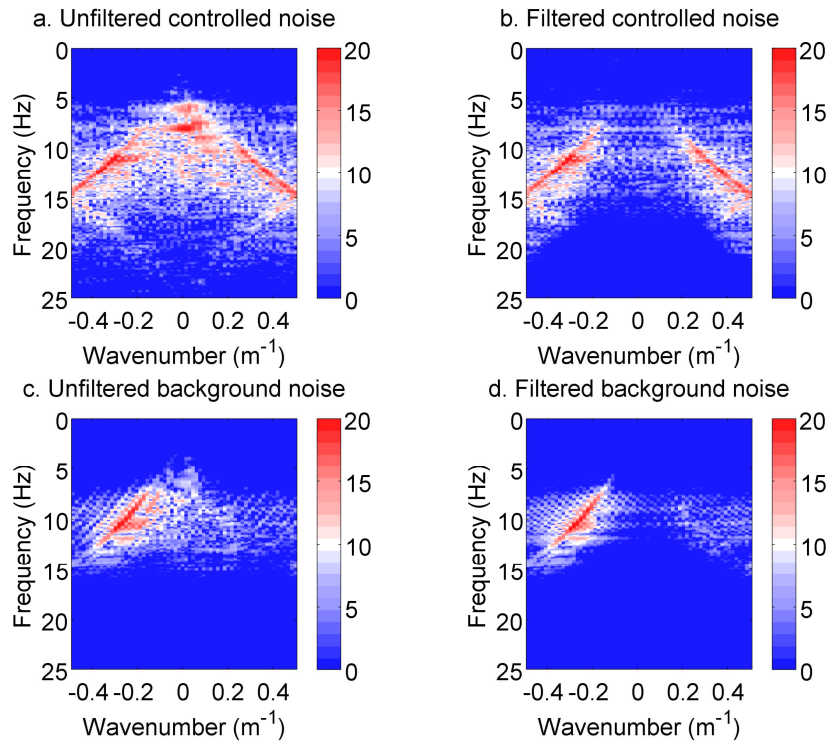 a. Unfiltered controlled noise
0
5
10
15
20
25
Frequency (Hz)
-0.4 -0.2 0 0.2 0.4
Wavenumber (m⁻¹)
20
15
10
5
0
b. Filtered controlled noise
0
5
10
15
20
25
Frequency (Hz)
-0.4 -0.2 0 0.2 0.4
Wavenumber (m⁻¹)
20
15
10
5
0
c. Unfiltered background noise
0
5
10
15
20
25
Frequency (Hz)
-0.4 -0.2 0 0.2 0.4
Wavenumber (m⁻¹)
20
15
10
5
0
d. Filtered background noise
0
5
10
15
20
25
Frequency (Hz)
-0.4 -0.2 0 0.2 0.4
Wavenumber (m⁻¹)
20
15
10
5
0